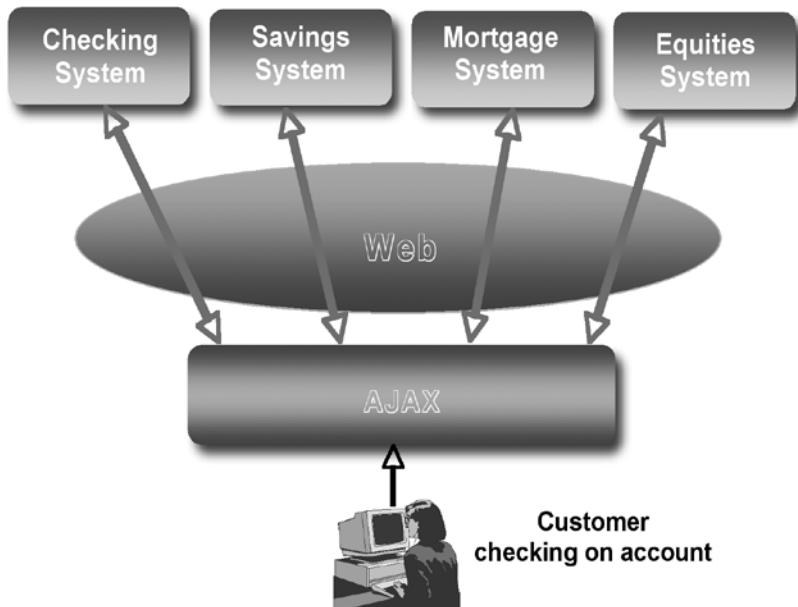 Checking
System
Savings
System
Mortgage
System
Equities
System
Web
AJAX
Customer
checking on account